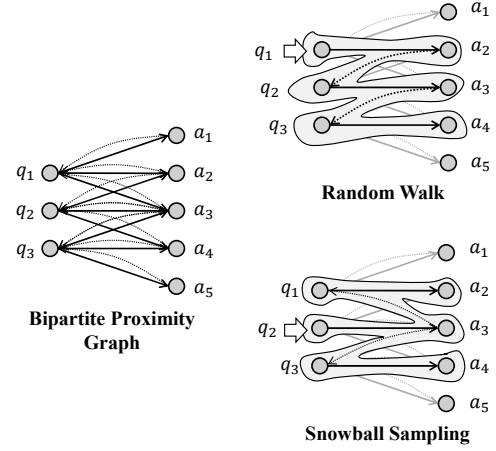 q₁
q₂
q₃
a₁
a₂
a₃
a₄
a₅
Bipartite Proximity
Graph
q₁
q₂
q₃
a₁
a₂
a₃
a₄
a₅
Random Walk
q₁
q₂
q₃
a₁
a₂
a₃
a₄
a₅
Snowball Sampling